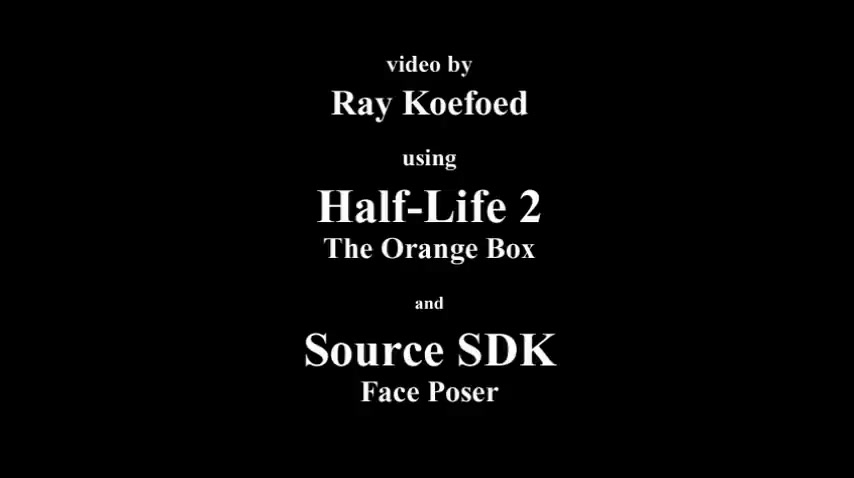 video by
Ray Koefoed
using
Half-Life 2
The Orange Box
and
Source SDK
Face Poser